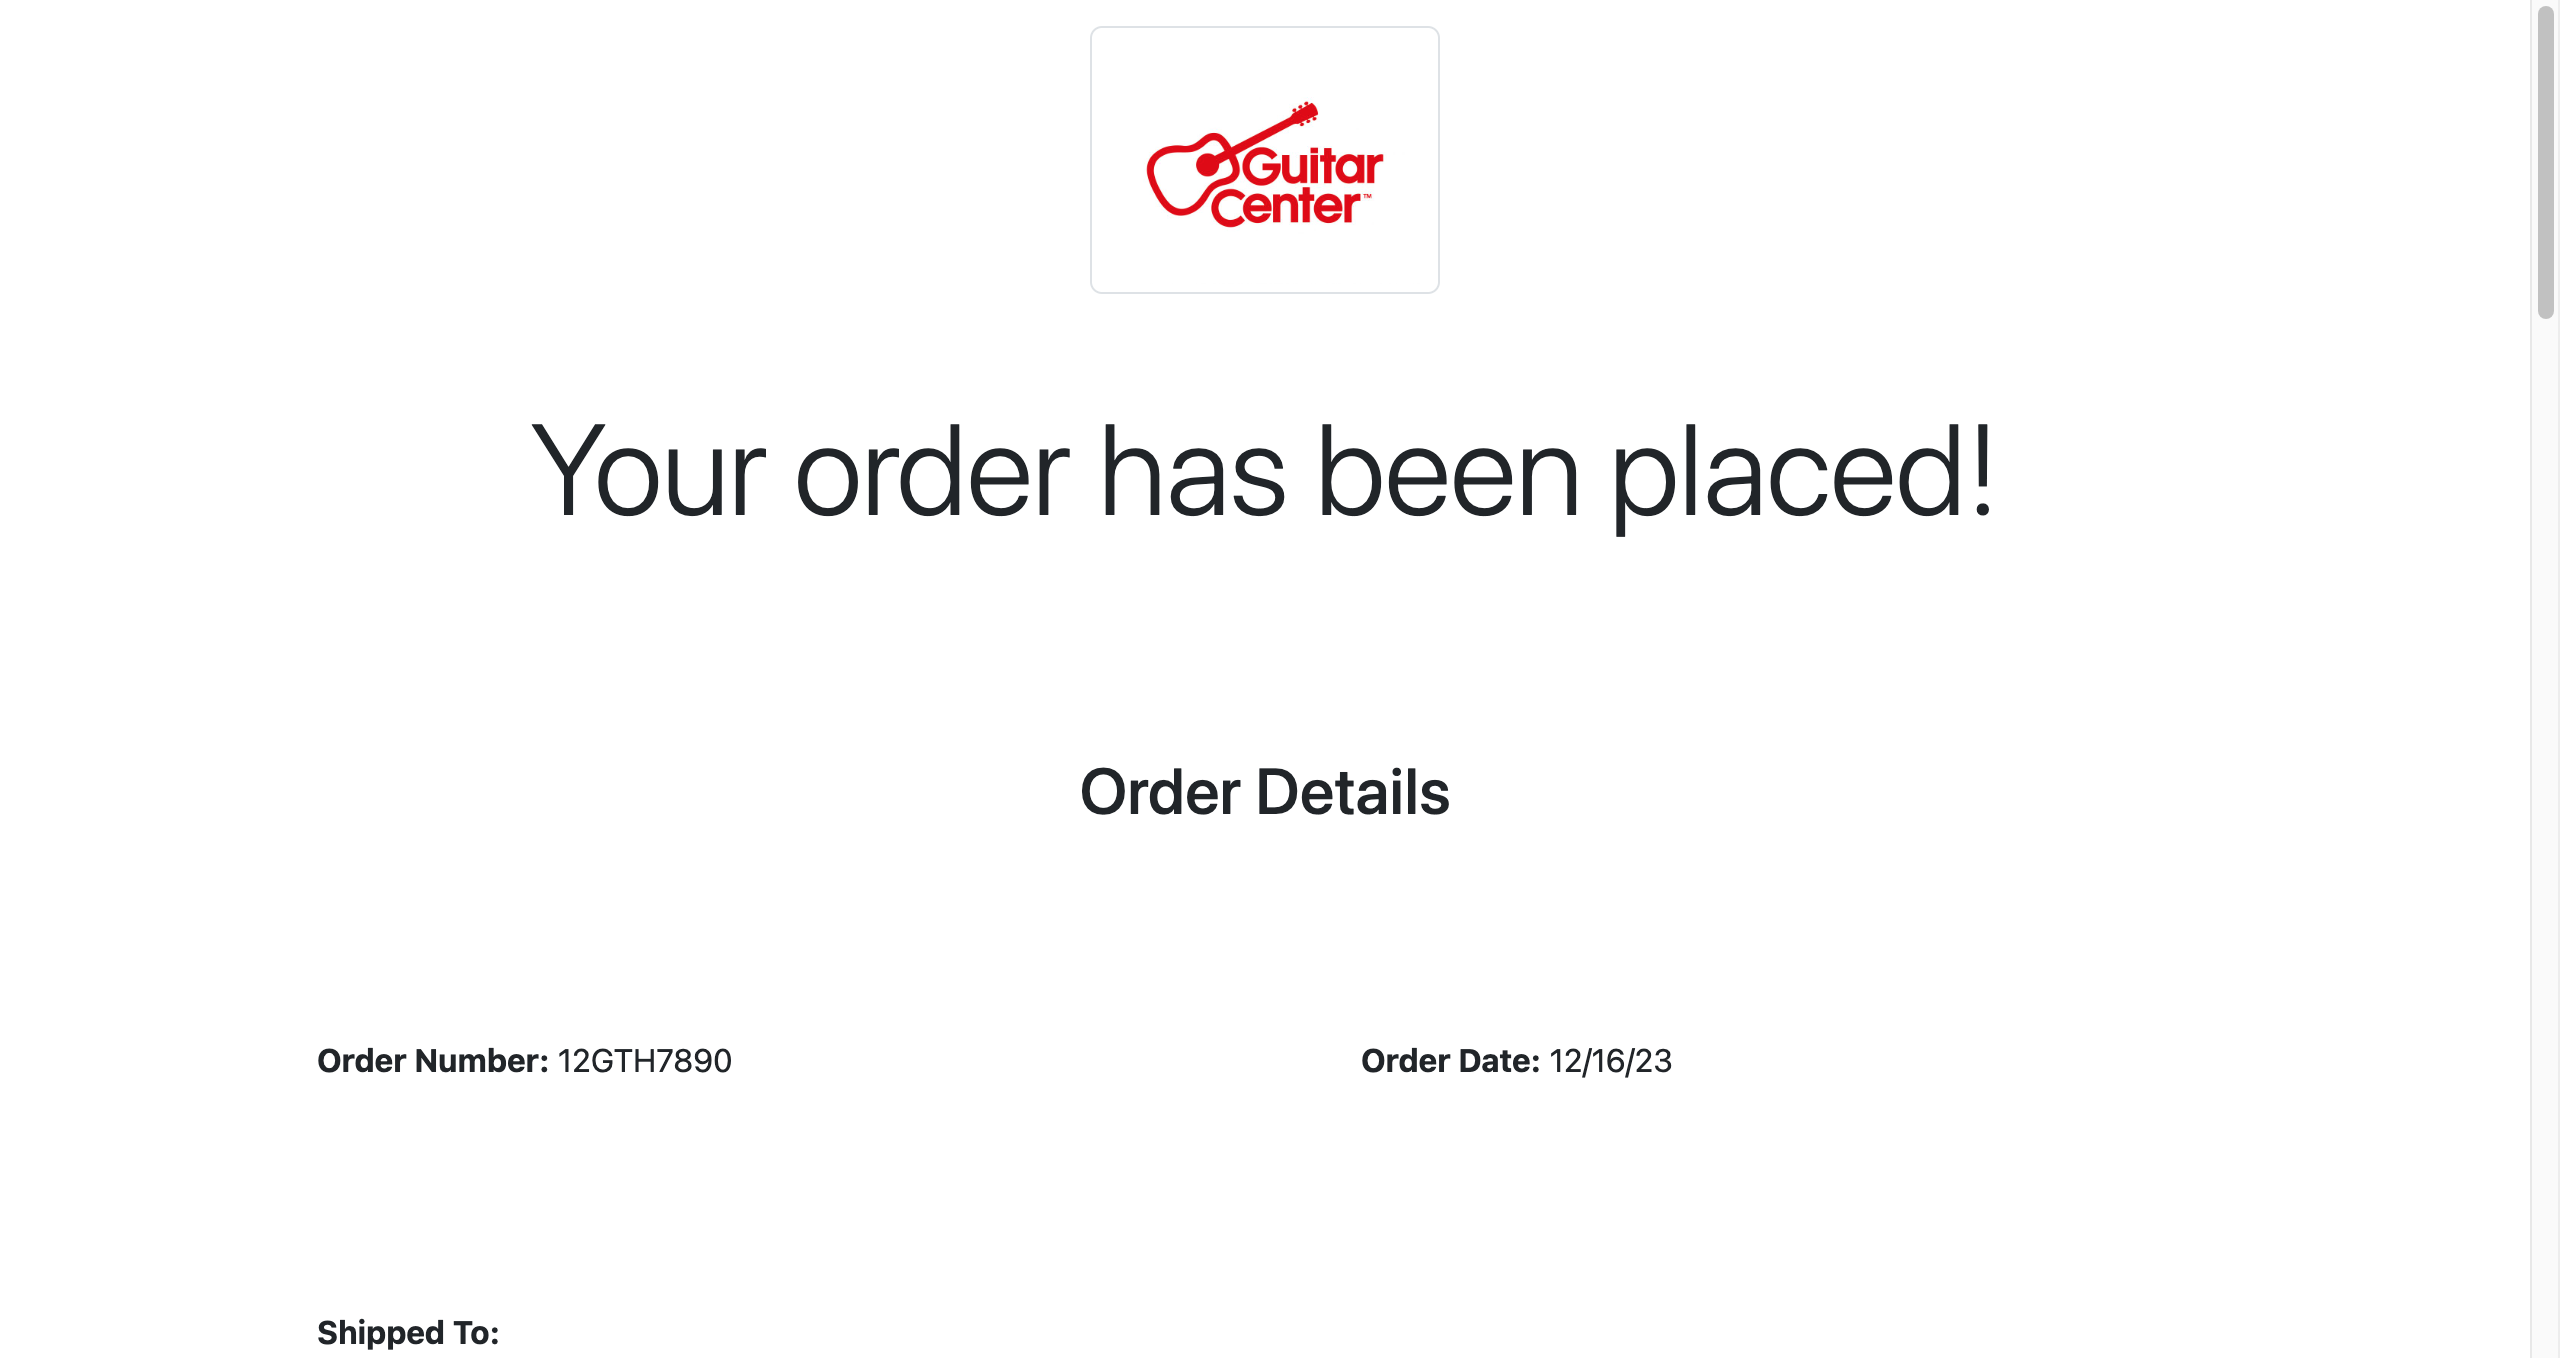 Guitar
Center™
Your order has been placed!
Order Details
Order Number: 12GTH7890
Order Date: 12/16/23
Shipped To: